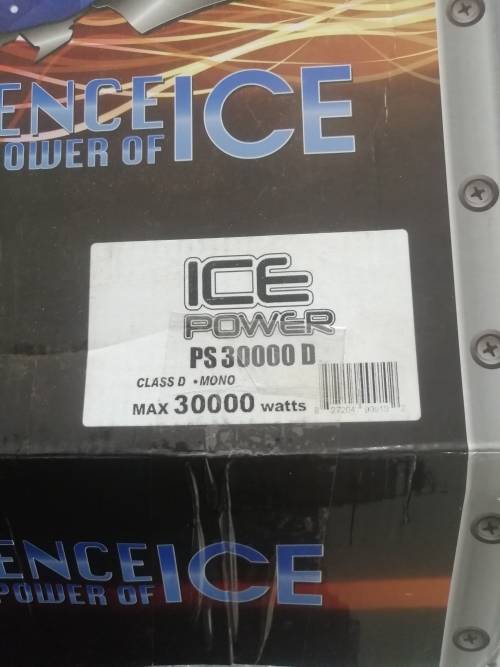 ENCE ICE
POWER OF
ICE
POWER
PS 30000 D
CLASS D • MONO
MAX 30000 watts
ENCE ICE
POWER OF